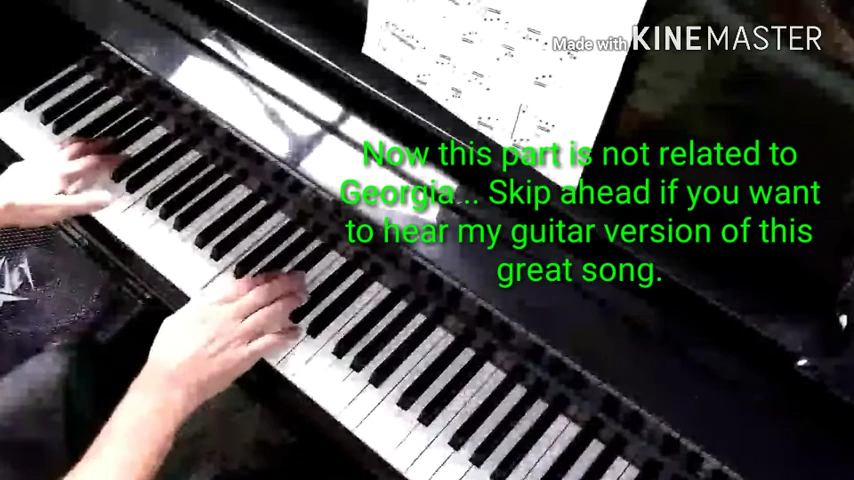 Made with KINEMASTER
Now this part is not related to
Georgia... Skip ahead if you want
to hear my guitar version of this
great song.